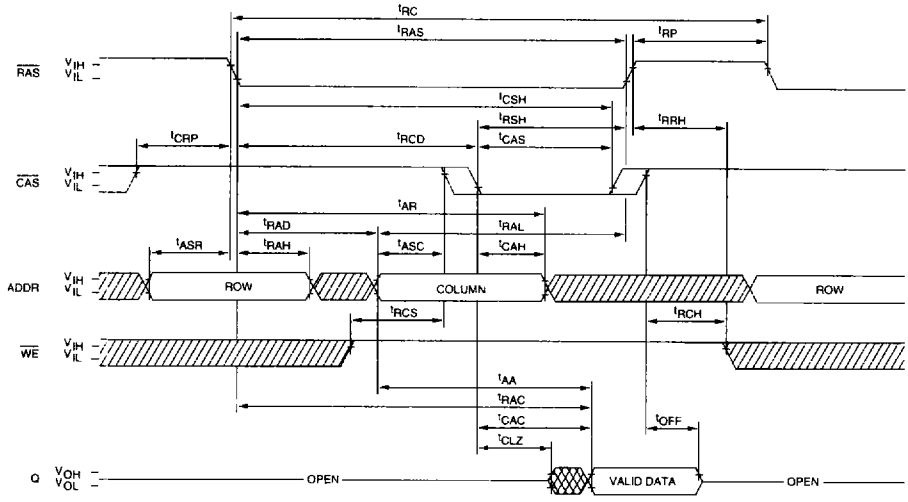 tRC
tRAS
tRP
RAS VIH
VIL
tCSH
tRSH
tRRH
tCRP
tRCD
tCAS
CAS VIH
VIL
tAR
tRAD
tRAL
tASR
tRAH
tASC
tCAH
ADDR VIH
VIL
ROW
COLUMN
ROW
tRCS
tRCH
WE VIH
VIL
tAA
tRAC
tCAC
tOFF
tCLZ
Q VOH
VOL
OPEN
VALID DATA
OPEN